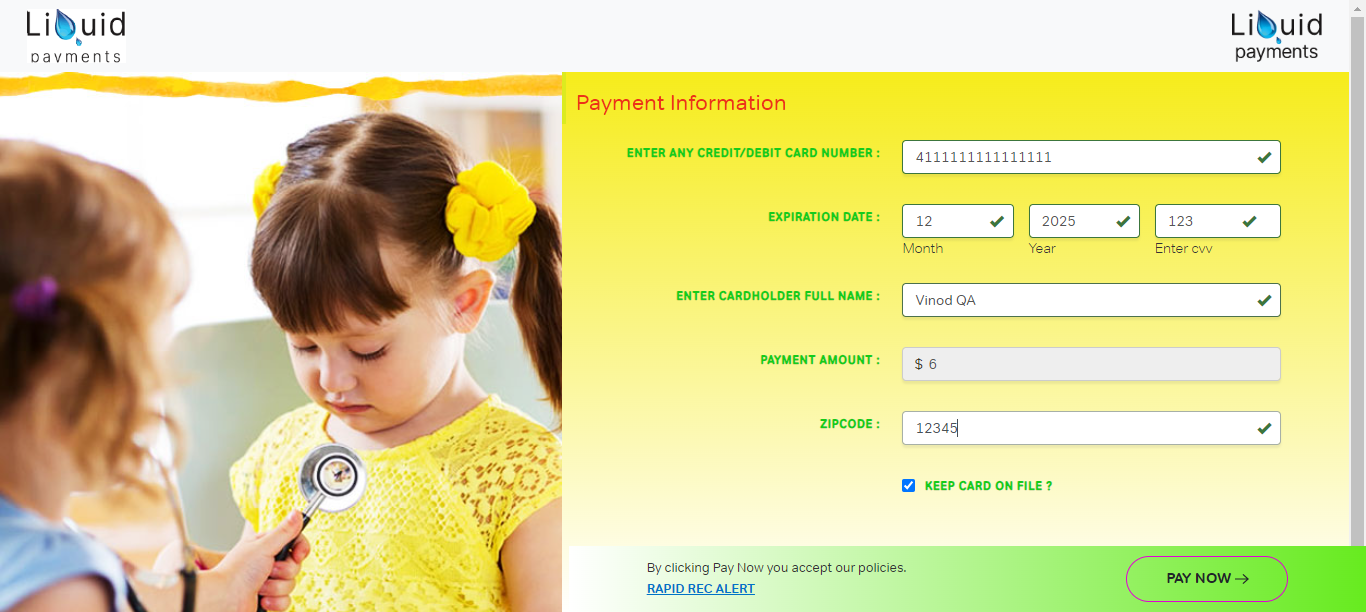 Liquid
payments
Liquid
payments
Payment Information
ENTER ANY CREDIT/DEBIT CARD NUMBER :
4111111111111111
EXPIRATION DATE :
12
2025
123
Month
Year
Enter cvv
ENTER CARDHOLDER FULL NAME :
Vinod QA
PAYMENT AMOUNT :
$ 6
ZIPCODE :
12345
KEEP CARD ON FILE ?
By clicking Pay Now you accept our policies.
RAPID REC ALERT
PAY NOW →